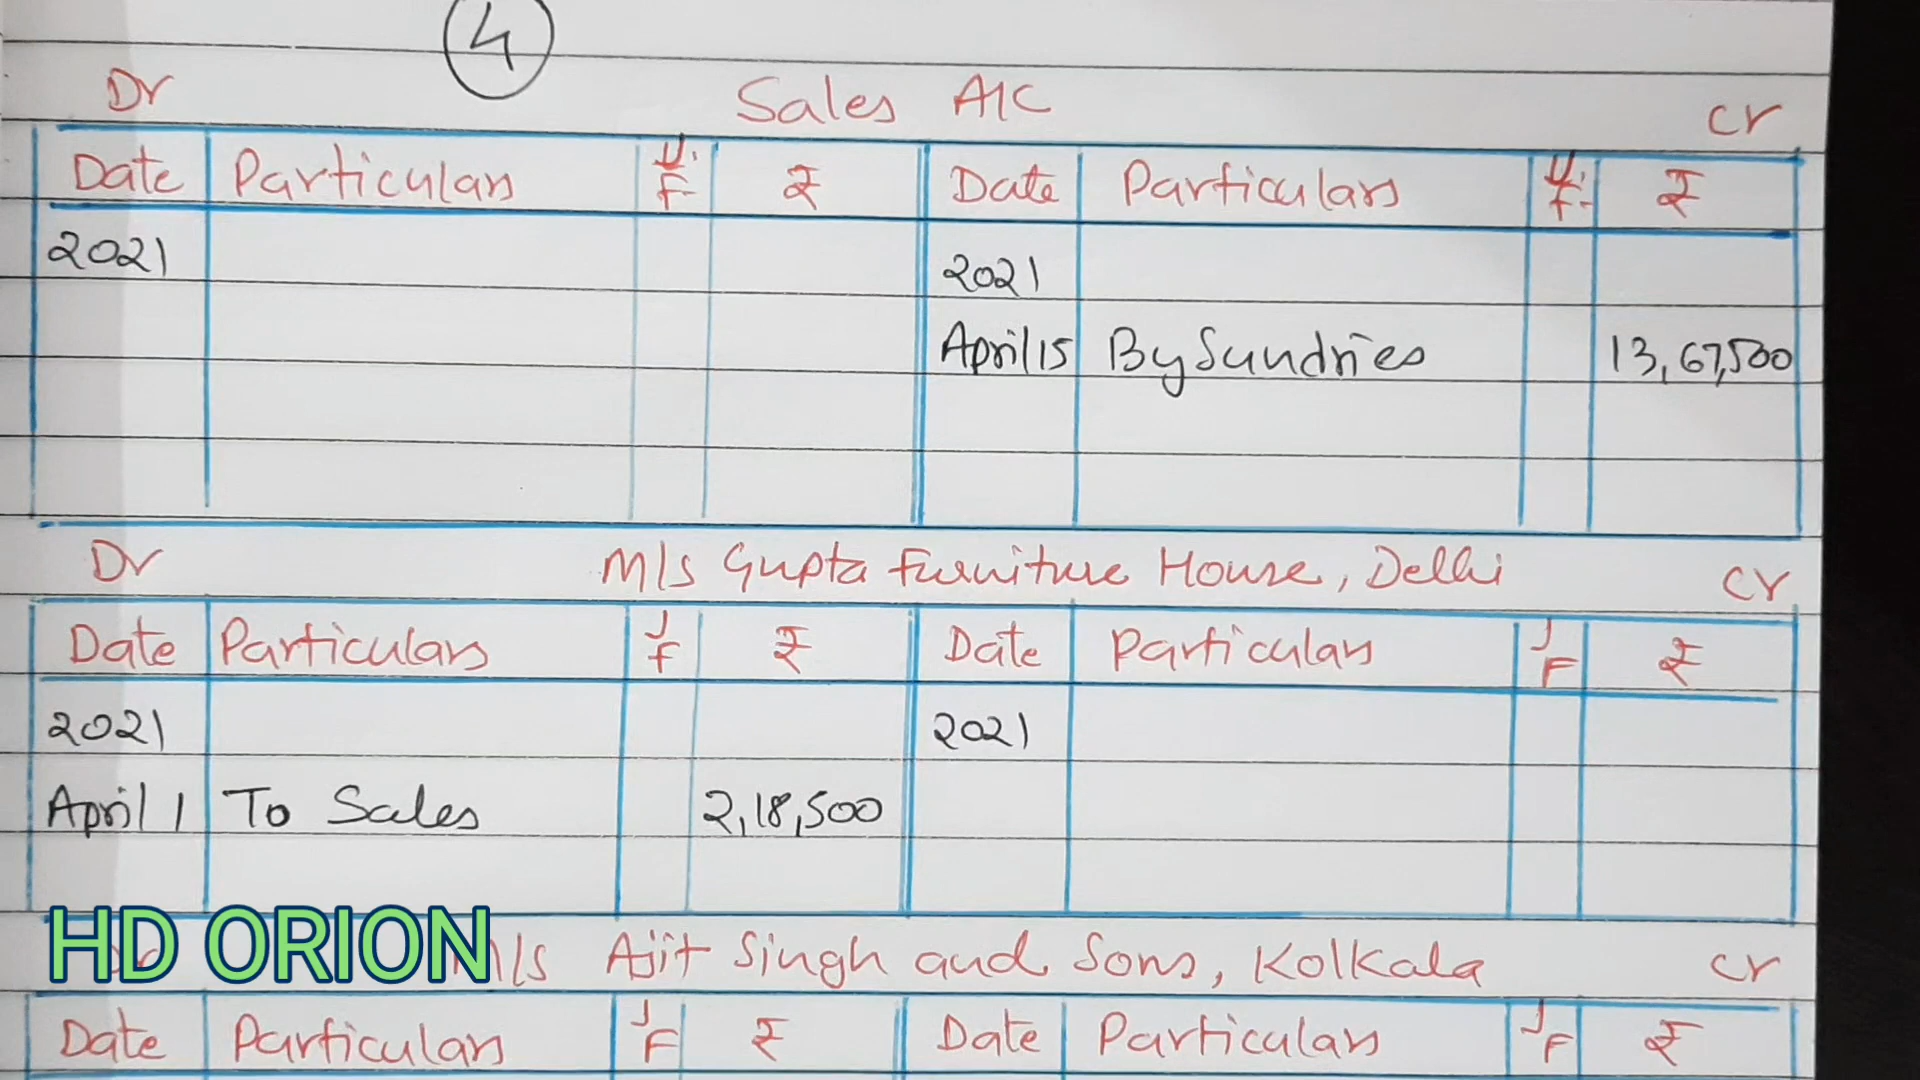 4
Dr Sales A/C Cr
Date Particulars J.F. ₹ Date Particulars J.F. ₹
2021 2021
April 15 By Sundries 13,67,500
Dr M/s Gupta Furniture House, Delhi Cr
Date Particulars J F ₹ Date Particulars J F ₹
2021 2021
April 1 To Sales 2,18,500
HD ORION
M/s Ajit Singh and Sons, Kolkala Cr
Date Particulars J F ₹ Date Particulars J F ₹